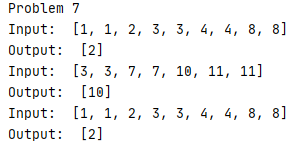 Problem 7
Input:  [1, 1, 2, 3, 3, 4, 4, 8, 8]
Output:  [2]
Input:  [3, 3, 7, 7, 10, 11, 11]
Output:  [10]
Input:  [1, 1, 2, 3, 3, 4, 4, 8, 8]
Output:  [2]